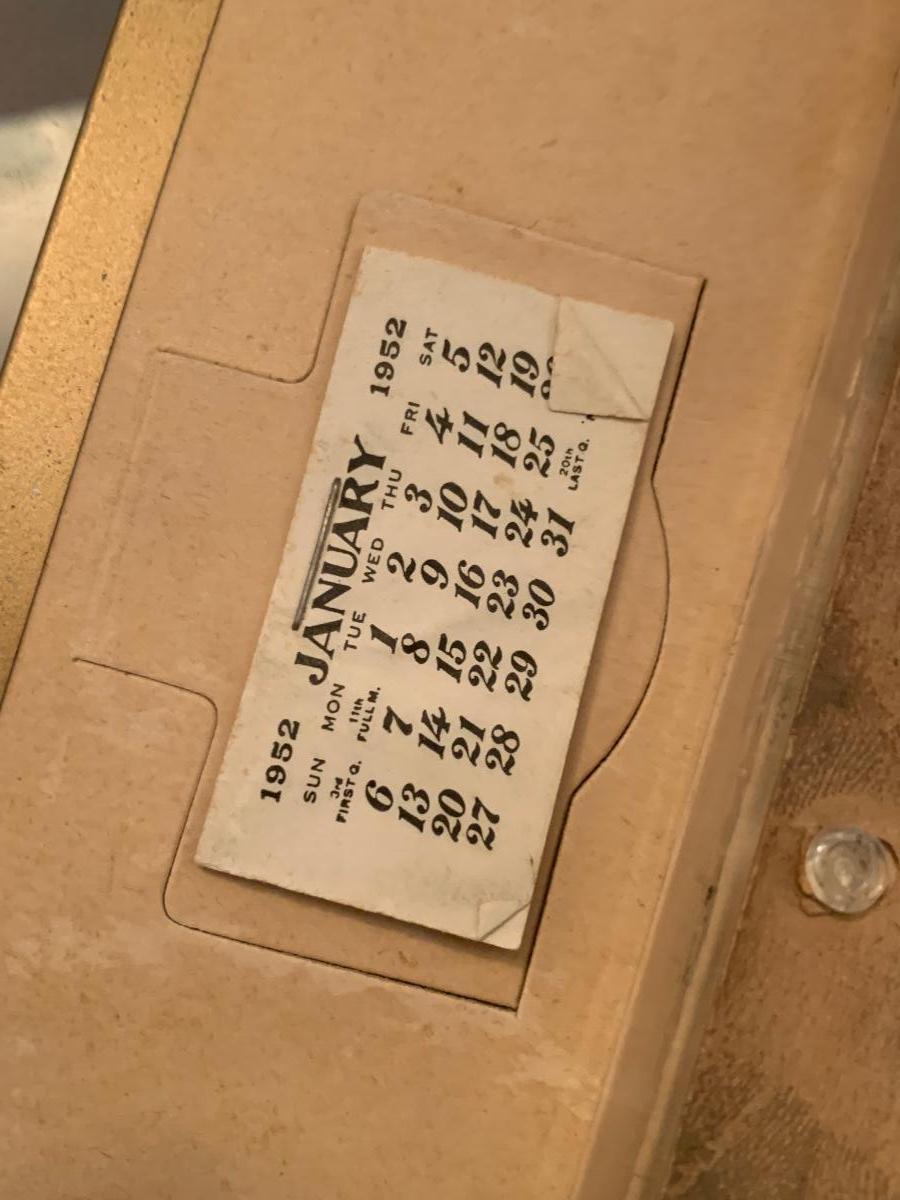 1952 JANUARY 1952
SUN MON TUE WED THU FRI SAT
3rd FIRST Q. 11th FULL M. 1 2 3 4 5
6 7 8 9 10 11 12
13 14 15 16 17 18 19
20 21 22 23 24 25
27 28 29 30 31 20th LAST Q.